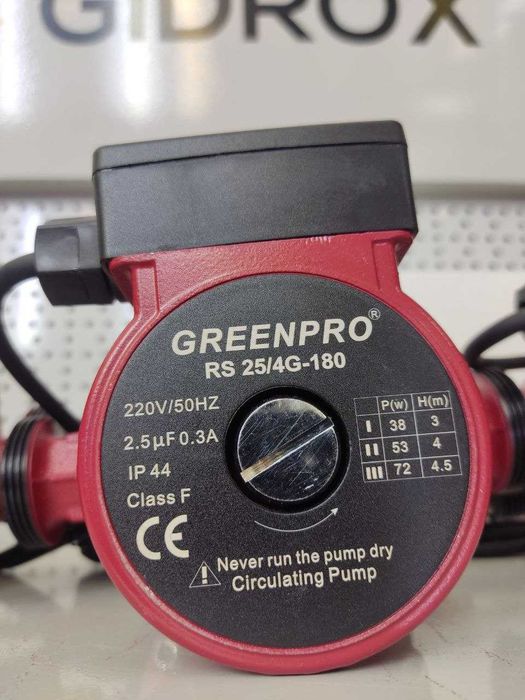 GIDROX
GREENPRO®
RS 25/4G-180
220V/50HZ
2.5µF 0.3A
IP 44
Class F
P(w) H(m)
I 38 3
II 53 4
III 72 4.5
CE
Never run the pump dry
Circulating Pump